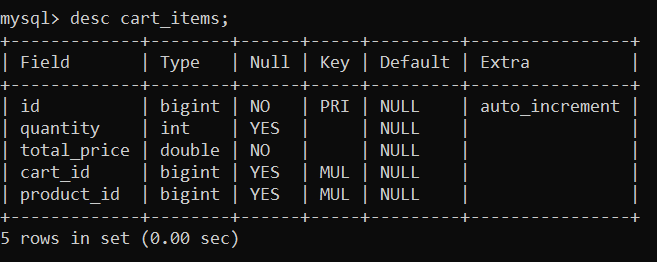 mysql> desc cart_items;
+-------------+--------+------+-----+---------+----------------+
| Field       | Type   | Null | Key | Default | Extra          |
+-------------+--------+------+-----+---------+----------------+
| id          | bigint | NO   | PRI | NULL    | auto_increment |
| quantity    | int    | YES  |     | NULL    |                |
| total_price | double | NO   |     | NULL    |                |
| cart_id     | bigint | YES  | MUL | NULL    |                |
| product_id  | bigint | YES  | MUL | NULL    |                |
+-------------+--------+------+-----+---------+----------------+
5 rows in set (0.00 sec)